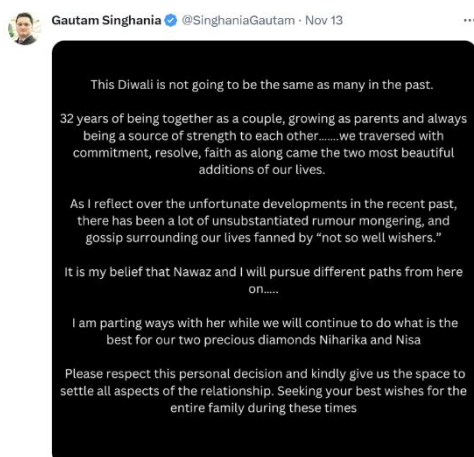 Gautam Singhania @SinghaniaGautam · Nov 13
This Diwali is not going to be the same as many in the past.
32 years of being together as a couple, growing as parents and always
being a source of strength to each other.......we traversed with
commitment, resolve, faith as along came the two most beautiful
additions of our lives.
As I reflect over the unfortunate developments in the recent past,
there has been a lot of unsubstantiated rumour mongering, and
gossip surrounding our lives fanned by “not so well wishers.”
It is my belief that Nawaz and I will pursue different paths from here
on.....
I am parting ways with her while we will continue to do what is the
best for our two precious diamonds Niharika and Nisa
Please respect this personal decision and kindly give us the space to
settle all aspects of the relationship. Seeking your best wishes for the
entire family during these times